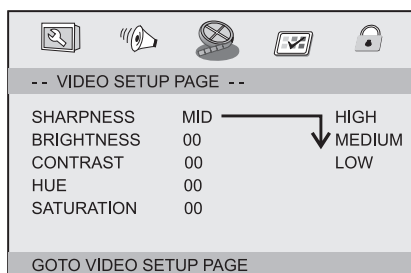 -- VIDEO SETUP PAGE --
SHARPNESS MID HIGH
BRIGHTNESS 00 MEDIUM
CONTRAST 00 LOW
HUE 00
SATURATION 00
GOTO VIDEO SETUP PAGE